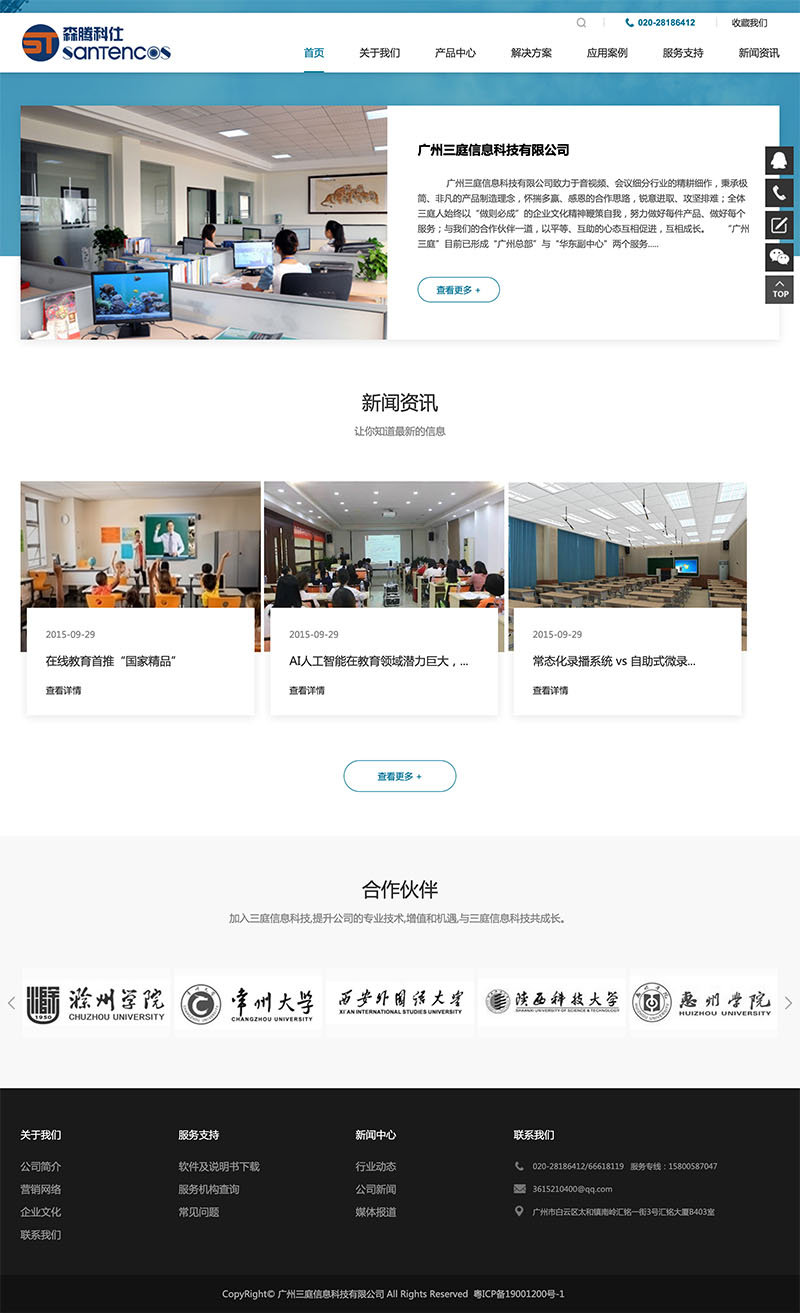 020-28186412
收藏我们
ST 森腾科仕
SANTENCOS
首页
关于我们
产品中心
解决方案
应用案例
服务支持
新闻资讯
广州三庭信息科技有限公司
广州三庭信息科技有限公司致力于音视频、会议细分行业的精耕细作，秉承极
简、非凡的产品制造理念，怀揣多赢、感恩的合作思路，锐意进取、攻坚排难；全体
三庭人始终以“做则必成”的企业文化精神鞭策自我，努力做好每件产品、做好每个
服务；与我们的合作伙伴一道，以平等、互助的心态互相促进，互相成长。 “广州
三庭”目前已形成“广州总部”与“华东副中心”两个服务.....
查看更多 +
TOP
新闻资讯
让你知道最新的信息
2015-09-29
在线教育首推“国家精品”
查看详情
2015-09-29
AI人工智能在教育领域潜力巨大，...
查看详情
2015-09-29
常态化录播系统 vs 自助式微录...
查看详情
查看更多 +
合作伙伴
加入三庭信息科技,提升公司的专业技术,增值和机遇,与三庭信息科技共成长。
1950
滁州学院
CHUZHOU UNIVERSITY
常州大学
CHANGZHOU UNIVERSITY
西安外国语大学
XI'AN INTERNATIONAL STUDIES UNIVERSITY
陕西科技大学
SHAANXI UNIVERSITY OF SCIENCE & TECHNOLOGY
惠州学院
HUIZHOU UNIVERSITY
关于我们
公司简介
营销网络
企业文化
联系我们
服务支持
软件及说明书下载
服务机构查询
常见问题
新闻中心
行业动态
公司新闻
媒体报道
联系我们
020-28186412/66618119 服务专线：15800587047
3615210400@qq.com
广州市白云区太和镇南岭汇铭一街3号汇铭大厦B403室
CopyRight© 广州三庭信息科技有限公司 All Rights Reserved 粤ICP备19001200号-1